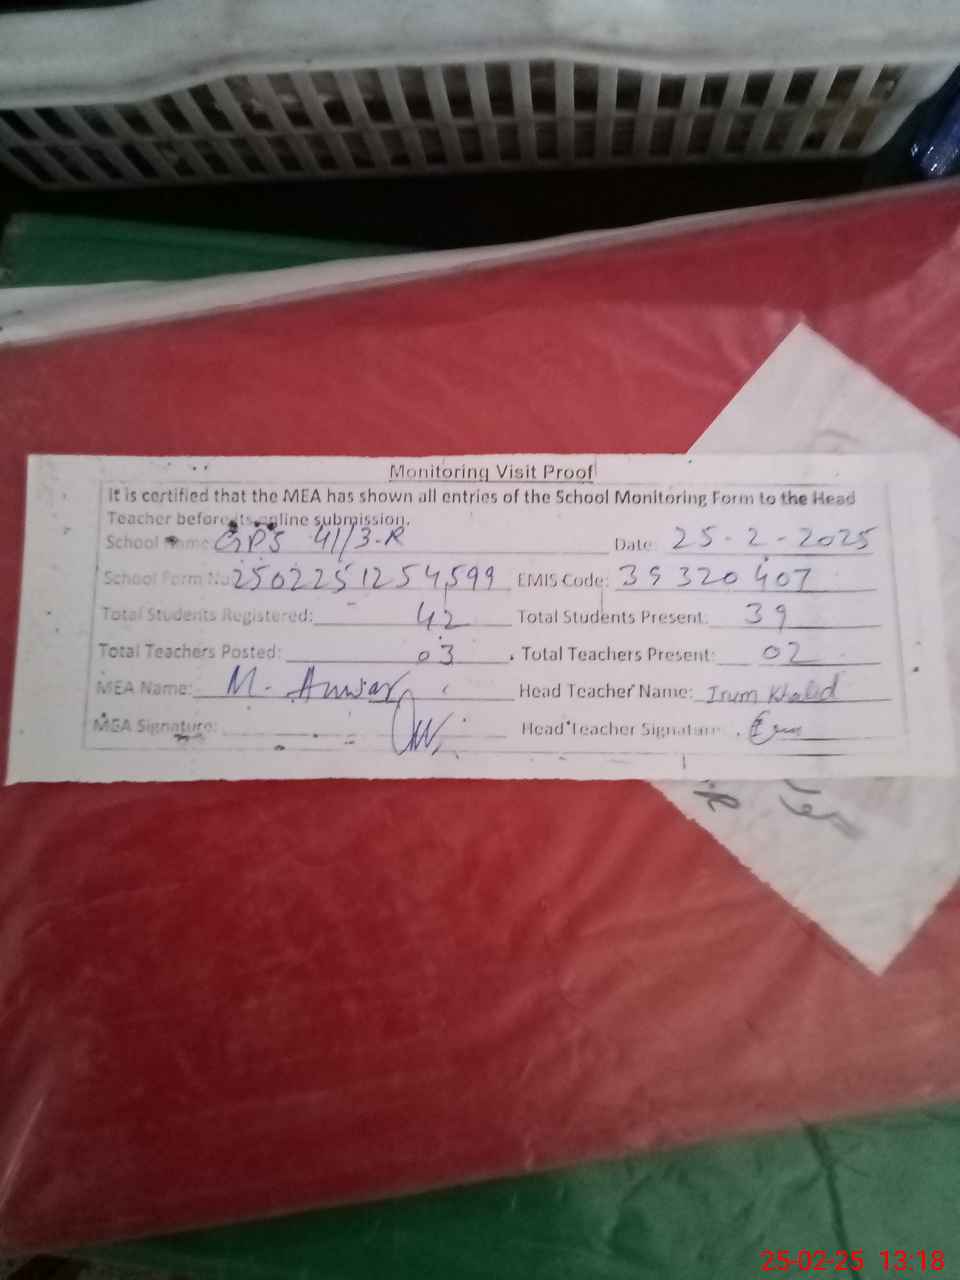 Monitoring Visit Proof
It is certified that the MEA has shown all entries of the School Monitoring Form to the Head
Teacher before its online submission.
School Name: GPS 41/3-R Date: 25-2-2025
School Form No: 250225125 4599 EMIS Code: 39320407
Total Students Registered: 42 Total Students Present: 39
Total Teachers Posted: 03 Total Teachers Present: 02
MEA Name: M. Anwar Head Teacher Name: Irum Khalid
MEA Signature: Head Teacher Signature:
25-02-25 13:18